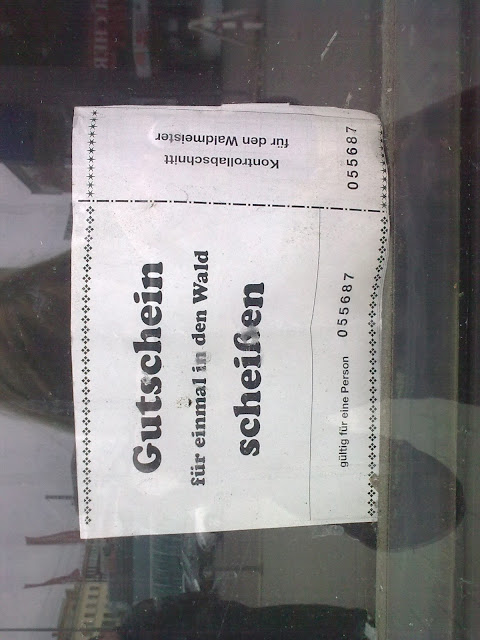 Gutschein
für einmal in den Wald
scheißen
gültig für eine Person 055687
Kontrollabschnitt
für den Waldmeister
055687